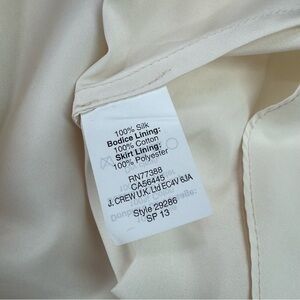 100% Silk
Bodice Lining:
100% Cotton
Skirt Lining:
100% Polyester
RN77388
CA56445
J. CREW U.K. Ltd EC4V 6JA
Style 29286
SP 13